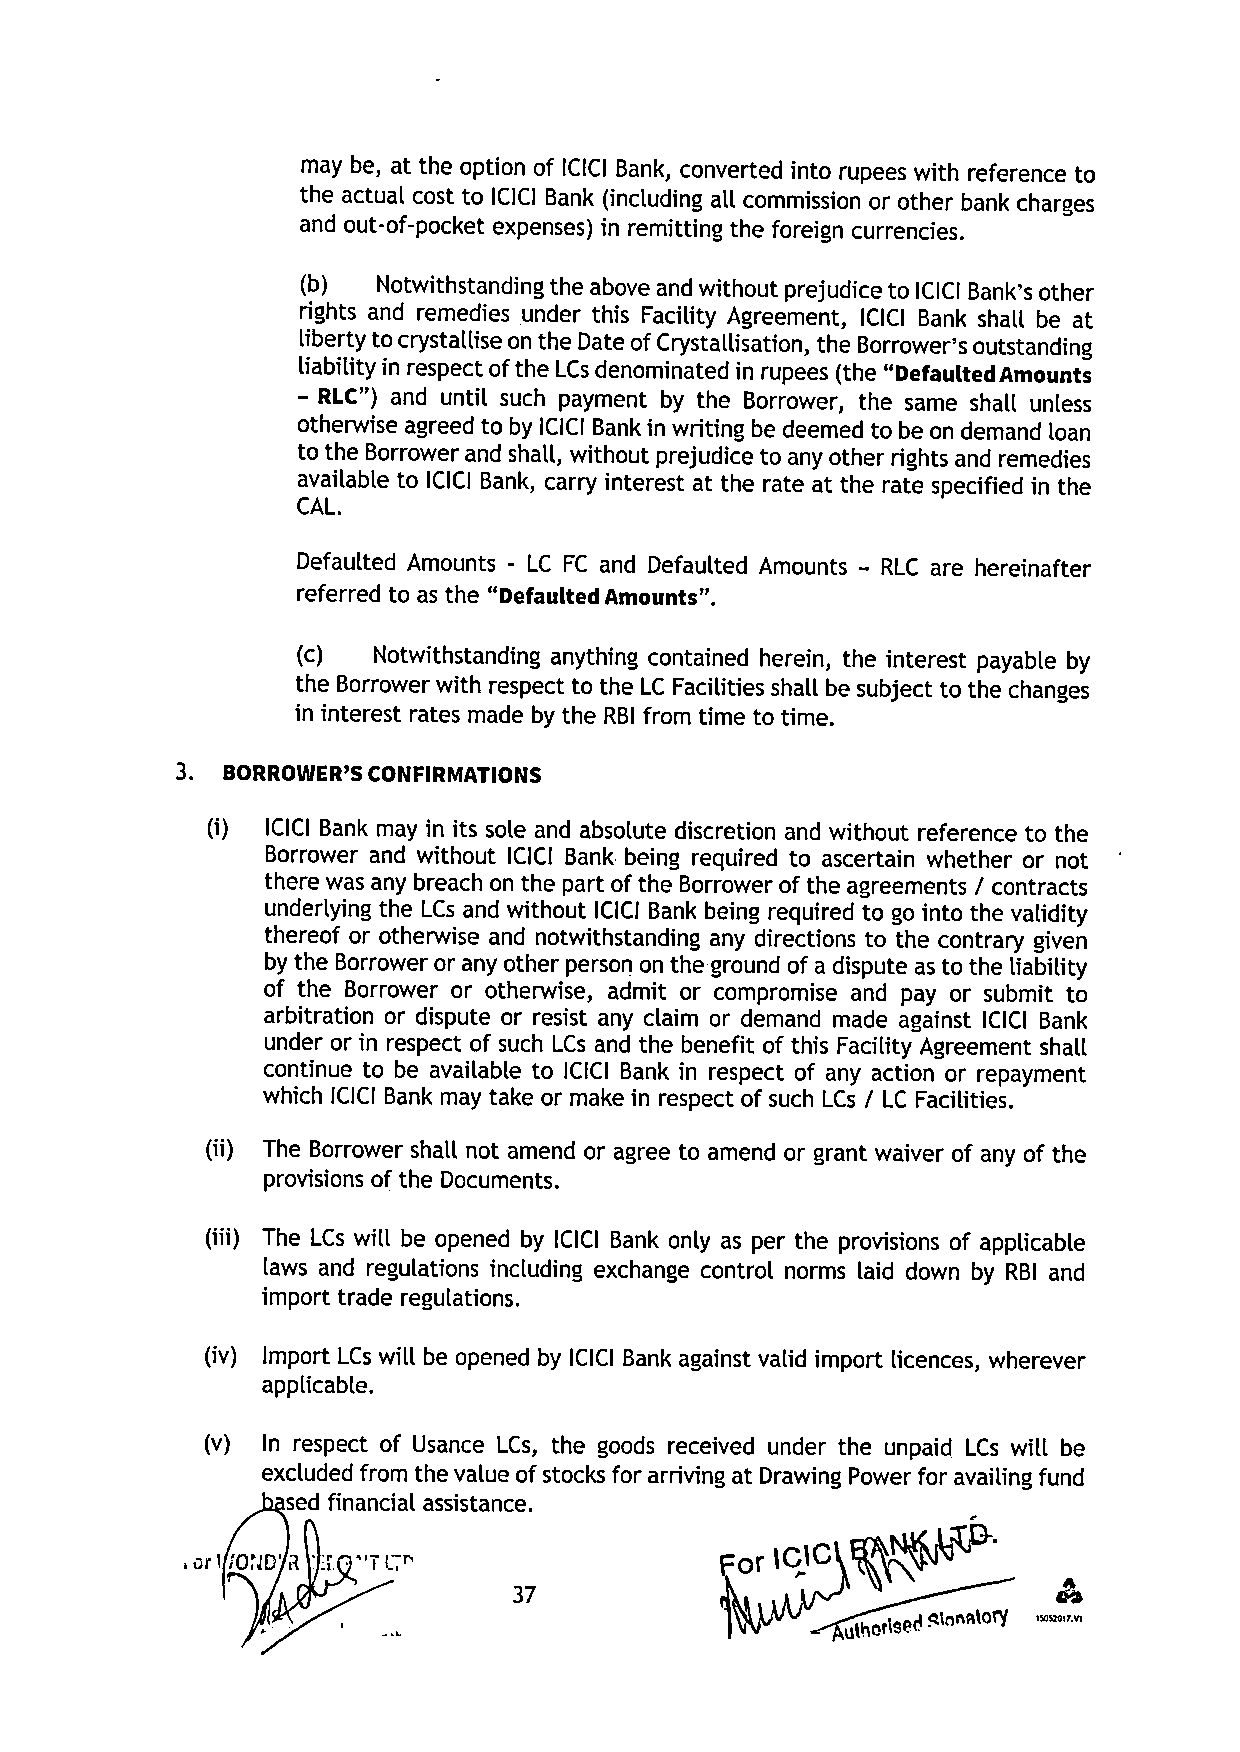 may be, at the option of ICICI Bank, converted into rupees with reference to
the actual cost to ICICI Bank (including all commission or other bank charges
and out-of-pocket expenses) in remitting the foreign currencies.
(b) Notwithstanding the above and without prejudice to ICICI Bank's other
rights and remedies under this Facility Agreement, ICICI Bank shall be at
liberty to crystallise on the Date of Crystallisation, the Borrower's outstanding
liability in respect of the LCs denominated in rupees (the “Defaulted Amounts
– RLC”) and until such payment by the Borrower, the same shall unless
otherwise agreed to by ICICI Bank in writing be deemed to be on demand loan
to the Borrower and shall, without prejudice to any other rights and remedies
available to ICICI Bank, carry interest at the rate at the rate specified in the
CAL.
Defaulted Amounts - LC FC and Defaulted Amounts – RLC are hereinafter
referred to as the “Defaulted Amounts”.
(c) Notwithstanding anything contained herein, the interest payable by
the Borrower with respect to the LC Facilities shall be subject to the changes
in interest rates made by the RBI from time to time.
3. BORROWER'S CONFIRMATIONS
(i) ICICI Bank may in its sole and absolute discretion and without reference to the
Borrower and without ICICI Bank being required to ascertain whether or not
there was any breach on the part of the Borrower of the agreements / contracts
underlying the LCs and without ICICI Bank being required to go into the validity
thereof or otherwise and notwithstanding any directions to the contrary given
by the Borrower or any other person on the ground of a dispute as to the liability
of the Borrower or otherwise, admit or compromise and pay or submit to
arbitration or dispute or resist any claim or demand made against ICICI Bank
under or in respect of such LCs and the benefit of this Facility Agreement shall
continue to be available to ICICI Bank in respect of any action or repayment
which ICICI Bank may take or make in respect of such LCs / LC Facilities.
(ii) The Borrower shall not amend or agree to amend or grant waiver of any of the
provisions of the Documents.
(iii) The LCs will be opened by ICICI Bank only as per the provisions of applicable
laws and regulations including exchange control norms laid down by RBI and
import trade regulations.
(iv) Import LCs will be opened by ICICI Bank against valid import licences, wherever
applicable.
(v) In respect of Usance LCs, the goods received under the unpaid LCs will be
excluded from the value of stocks for arriving at Drawing Power for availing fund
based financial assistance.
For ICICI BANK LTD.
37
Authorised Signatory
15052017.V1